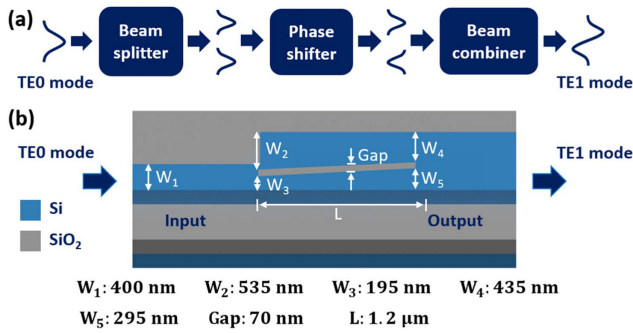 (a)
Beam splitter
Phase shifter
Beam combiner
TE0 mode
TE1 mode
(b)
TE0 mode
TE1 mode
W₁
W₂
W₃
Gap
W₄
W₅
L
Input
Output
Si
SiO₂
W₁: 400 nm W₂: 535 nm W₃: 195 nm W₄: 435 nm
W₅: 295 nm Gap: 70 nm L: 1.2 μm